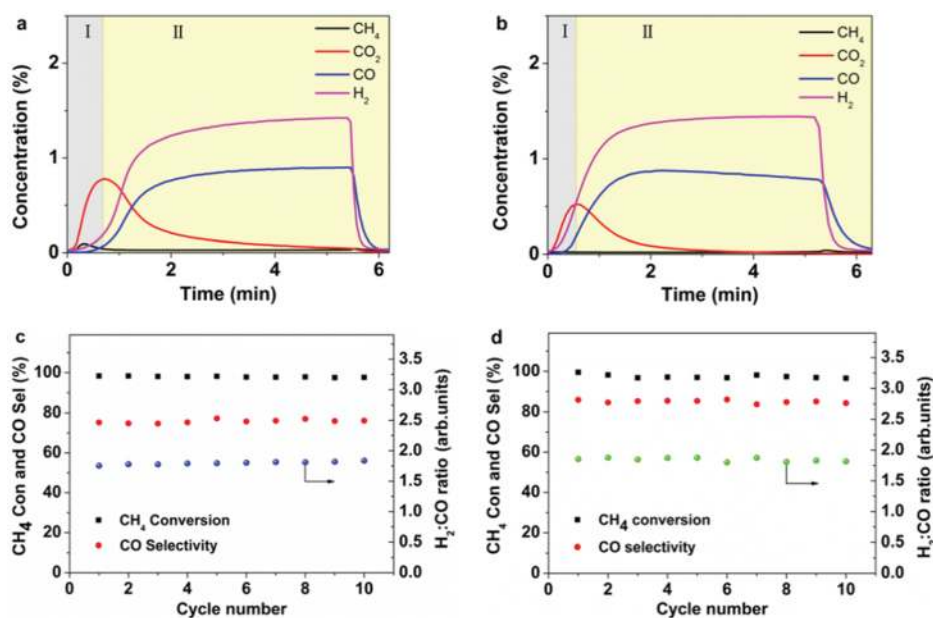 a
I
II
CH4
CO2
CO
H2
Concentration (%)
2
1
0
0
2
4
6
Time (min)
b
I
II
CH4
CO2
CO
H2
Concentration (%)
2
1
0
0
2
4
6
Time (min)
c
CH4 Con and CO Sel (%)
100
80
60
40
20
0
3.5
3.0
2.5
2.0
1.5
1.0
0.5
0.0
H2:CO ratio (arb.units)
CH4 Conversion
CO Selectivity
0
2
4
6
8
10
Cycle number
d
CH4 Con and CO Sel (%)
100
80
60
40
20
0
3.5
3.0
2.5
2.0
1.5
1.0
0.5
0.0
H2:CO ratio (arb.units)
CH4 conversion
CO selectivity
0
2
4
6
8
10
Cycle number